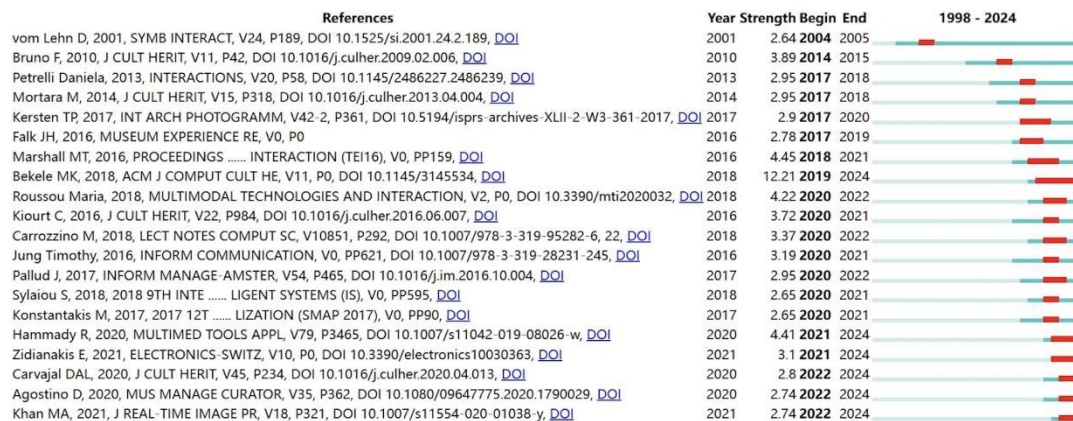 References Year Strength Begin End 1998 - 2024
vom Lehn D, 2001, SYMB INTERACT, V24, P189, DOI 10.1525/si.2001.24.2.189, DOI 2001 2.64 2004 2005
Bruno F, 2010, J CULT HERIT, V11, P42, DOI 10.1016/j.culher.2009.02.006, DOI 2010 3.89 2014 2015
Petrelli Daniela, 2013, INTERACTIONS, V20, P58, DOI 10.1145/2486227.2486239, DOI 2013 2.95 2017 2018
Mortara M, 2014, J CULT HERIT, V15, P318, DOI 10.1016/j.culher.2013.04.004, DOI 2014 2.95 2017 2018
Kersten TP, 2017, INT ARCH PHOTOGRAMM, V42-2, P361, DOI 10.5194/isprs-archives-XLII-2-W3-361-2017, DOI 2017 2.9 2017 2020
Falk JH, 2016, MUSEUM EXPERIENCE RE, V0, P0 2016 2.78 2017 2019
Marshall MT, 2016, PROCEEDINGS ...... INTERACTION (TEI16), V0, PP159, DOI 2016 4.45 2018 2021
Bekele MK, 2018, ACM J COMPUT CULT HE, V11, P0, DOI 10.1145/3145534, DOI 2018 12.21 2019 2024
Roussou Maria, 2018, MULTIMODAL TECHNOLOGIES AND INTERACTION, V2, P0, DOI 10.3390/mti2020032, DOI 2018 4.22 2020 2022
Kiourt C, 2016, J CULT HERIT, V22, P984, DOI 10.1016/j.culher.2016.06.007, DOI 2016 3.72 2020 2021
Carrozzino M, 2018, LECT NOTES COMPUT SC, V10851, P292, DOI 10.1007/978-3-319-95282-6, 22, DOI 2018 3.37 2020 2022
Jung Timothy, 2016, INFORM COMMUNICATION, V0, PP621, DOI 10.1007/978-3-319-28231-245, DOI 2016 3.19 2020 2021
Pallud J, 2017, INFORM MANAGE-AMSTER, V54, P465, DOI 10.1016/j.im.2016.10.004, DOI 2017 2.95 2020 2022
Sylaiou S, 2018, 2018 9TH INTE ...... LIGENT SYSTEMS (IS), V0, PP595, DOI 2018 2.65 2020 2021
Konstantakis M, 2017, 2017 12T ...... LIZATION (SMAP 2017), V0, PP90, DOI 2017 2.65 2020 2021
Hammady R, 2020, MULTIMED TOOLS APPL, V79, P3465, DOI 10.1007/s11042-019-08026-w, DOI 2020 4.41 2021 2024
Zidianakis E, 2021, ELECTRONICS-SWITZ, V10, P0, DOI 10.3390/electronics10030363, DOI 2021 3.1 2021 2024
Carvajal DAL, 2020, J CULT HERIT, V45, P234, DOI 10.1016/j.culher.2020.04.013, DOI 2020 2.8 2022 2024
Agostino D, 2020, MUS MANAGE CURATOR, V35, P362, DOI 10.1080/09647775.2020.1790029, DOI 2020 2.74 2022 2024
Khan MA, 2021, J REAL-TIME IMAGE PR, V18, P321, DOI 10.1007/s11554-020-01038-y, DOI 2021 2.74 2022 2024